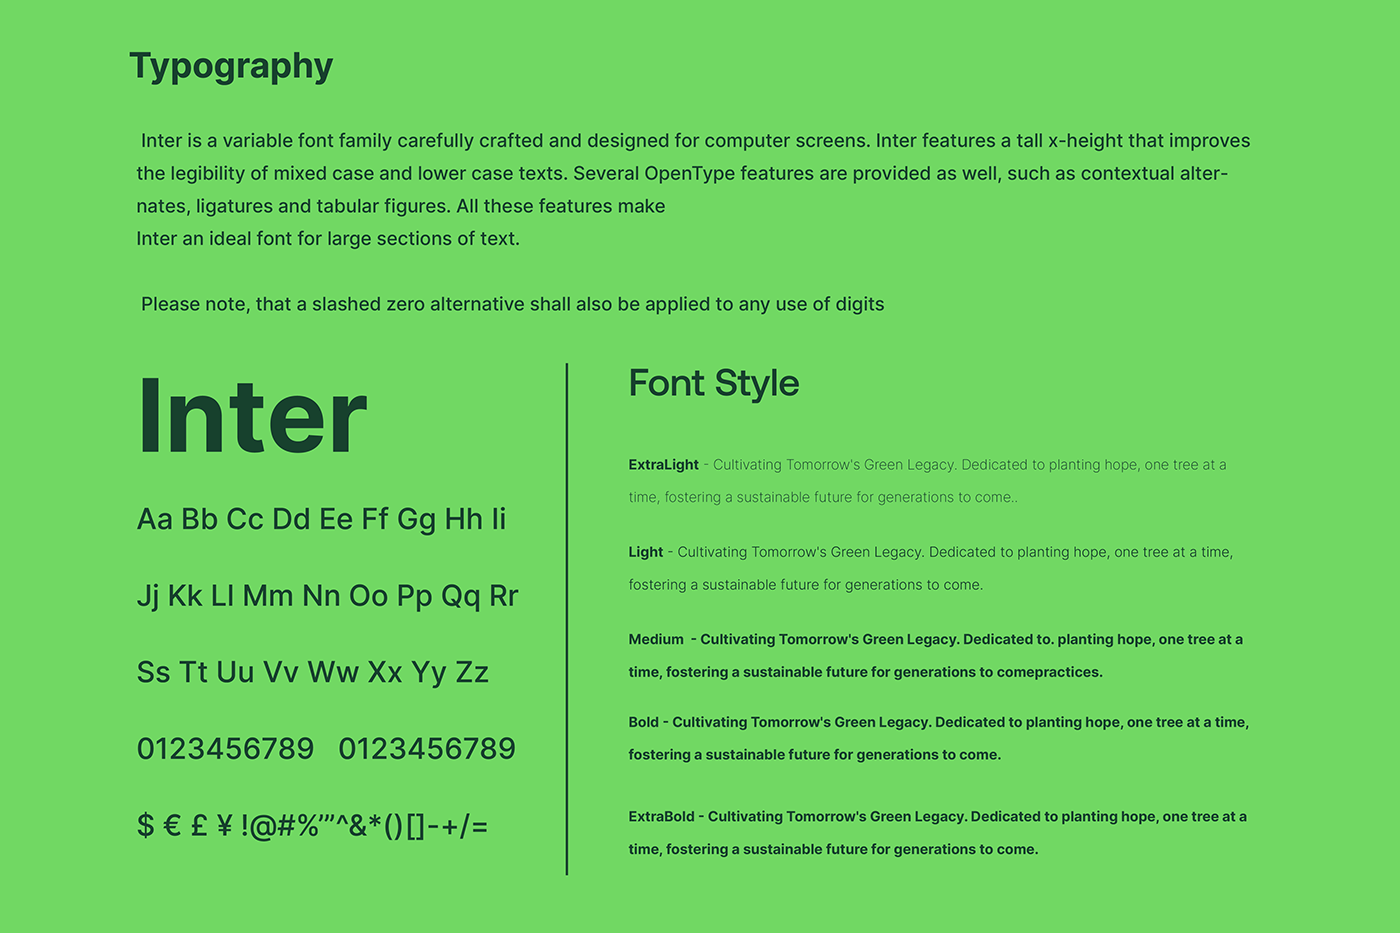 Typography
Inter is a variable font family carefully crafted and designed for computer screens. Inter features a tall x-height that improves
the legibility of mixed case and lower case texts. Several OpenType features are provided as well, such as contextual alter-
nates, ligatures and tabular figures. All these features make
Inter an ideal font for large sections of text.
Please note, that a slashed zero alternative shall also be applied to any use of digits
Inter
Aa Bb Cc Dd Ee Ff Gg Hh Ii
Jj Kk Ll Mm Nn Oo Pp Qq Rr
Ss Tt Uu Vv Ww Xx Yy Zz
0123456789 0123456789
$ € £ ¥ !@#%’”^&*()[]-+/=
Font Style
ExtraLight - Cultivating Tomorrow's Green Legacy. Dedicated to planting hope, one tree at a
time, fostering a sustainable future for generations to come..
Light - Cultivating Tomorrow's Green Legacy. Dedicated to planting hope, one tree at a time,
fostering a sustainable future for generations to come.
Medium - Cultivating Tomorrow's Green Legacy. Dedicated to. planting hope, one tree at a
time, fostering a sustainable future for generations to comepractices.
Bold - Cultivating Tomorrow's Green Legacy. Dedicated to planting hope, one tree at a time,
fostering a sustainable future for generations to come.
ExtraBold - Cultivating Tomorrow's Green Legacy. Dedicated to planting hope, one tree at a
time, fostering a sustainable future for generations to come.